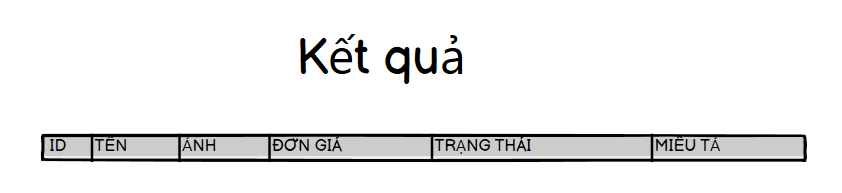 Kết quả
ID TÊN ẢNH ĐƠN GIÁ TRẠNG THÁI MIÊU TẢ